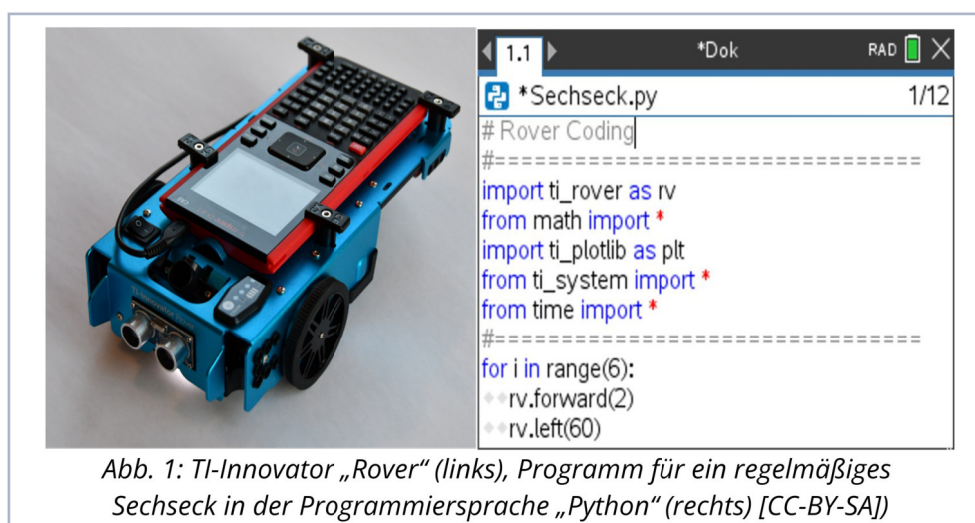 1.1
*Dok
RAD
*Sechseck.py
1/12
# Rover Coding
#================================
import ti_rover as rv
from math import *
import ti_plotlib as plt
from ti_system import *
from time import *
#================================
for i in range(6):
◆◆rv.forward(2)
◆◆rv.left(60)
Abb. 1: TI-Innovator „Rover“ (links), Programm für ein regelmäßiges
Sechseck in der Programmiersprache „Python“ (rechts) [CC-BY-SA])